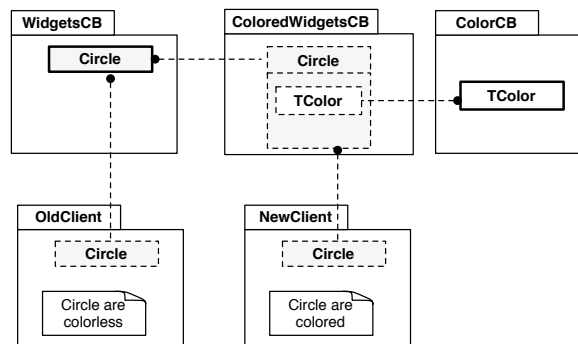 WidgetsCB
ColoredWidgetsCB
ColorCB
Circle
Circle
TColor
TColor
OldClient
NewClient
Circle
Circle
Circle are
colorless
Circle are
colored